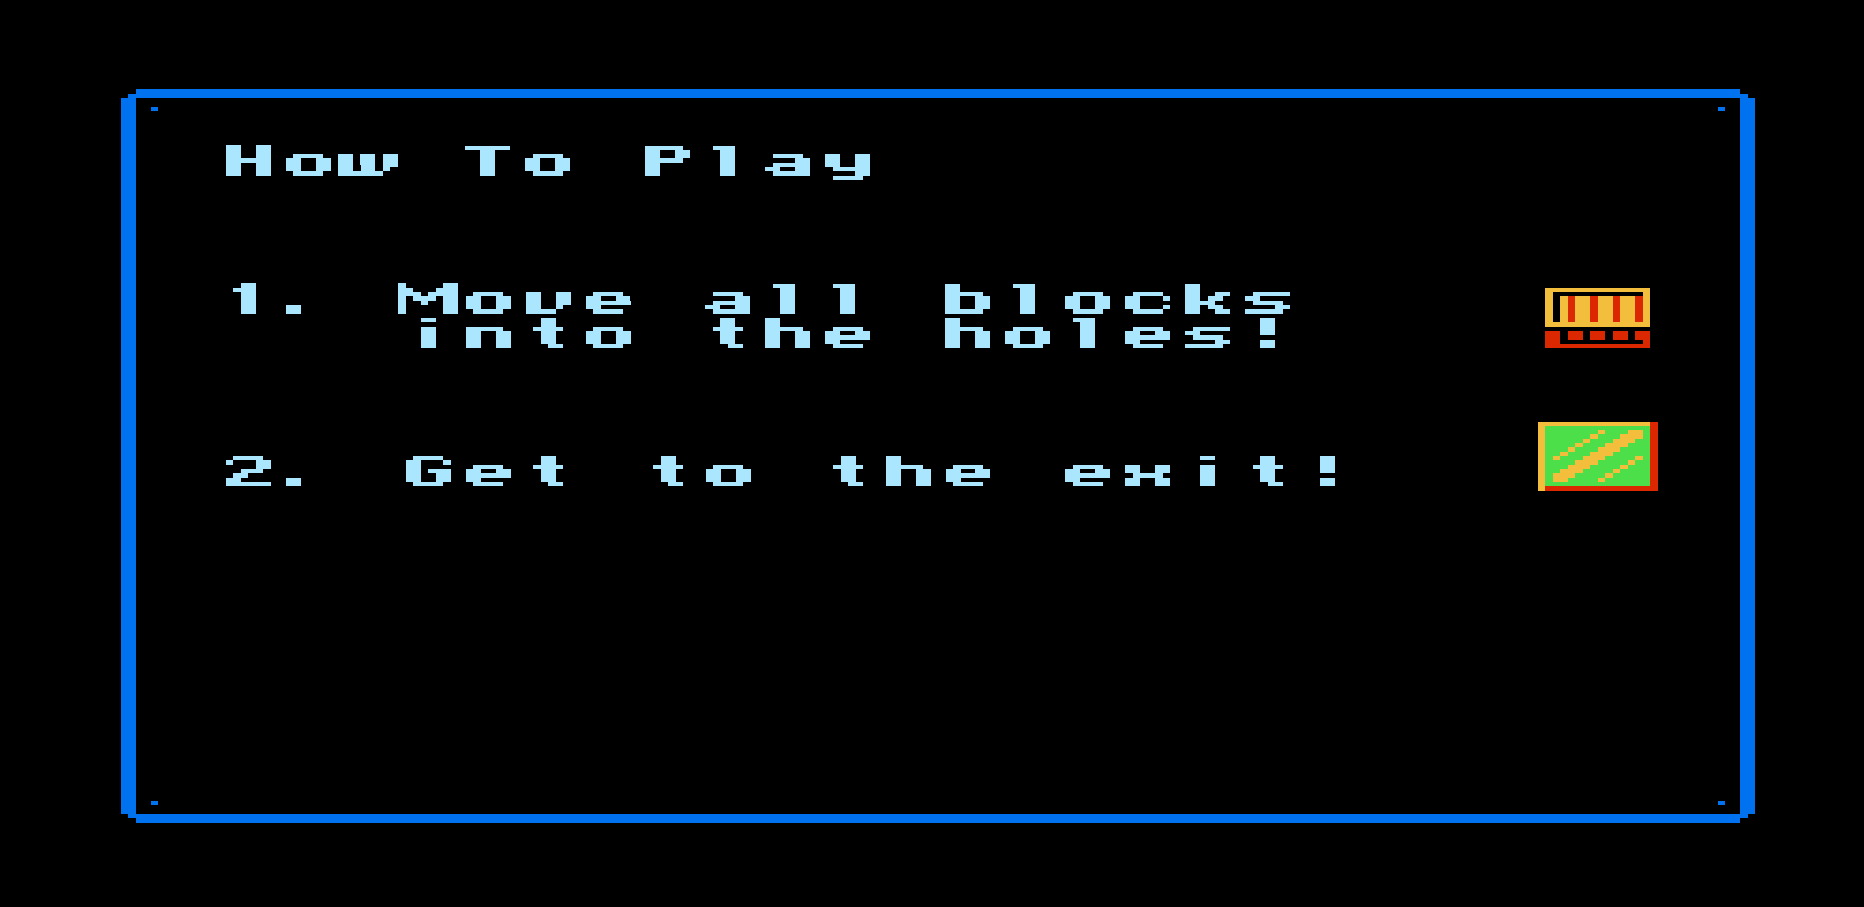 How To Play
1. Move all blocks
into the holes!
2. Get to the exit!